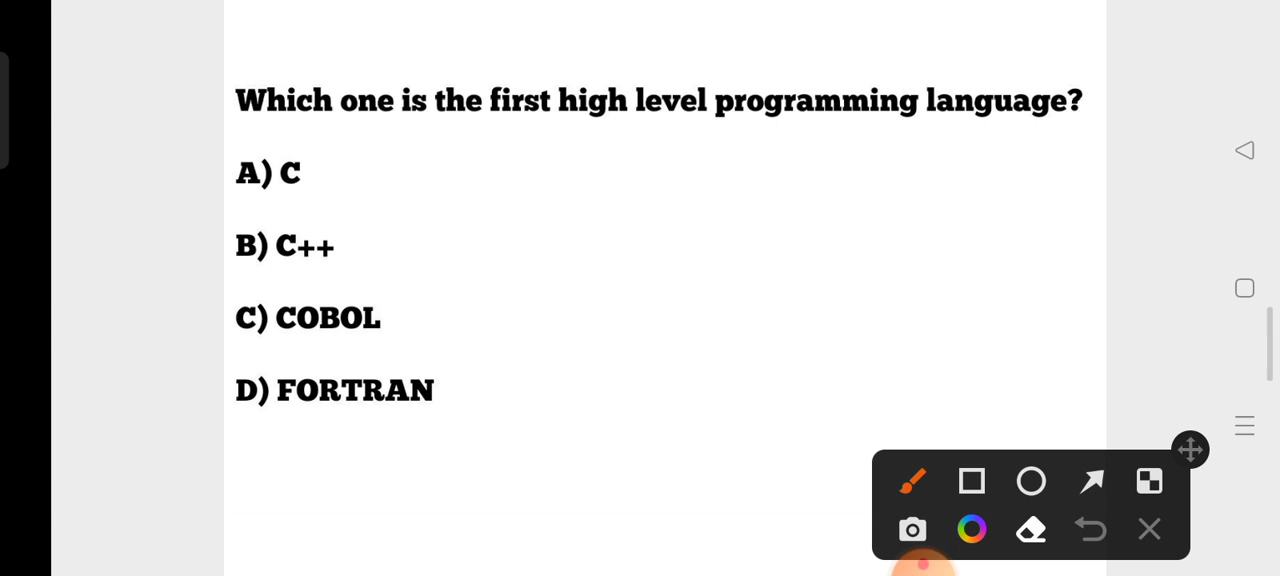 Which one is the first high level programming language?
A) C
B) C++
C) COBOL
D) FORTRAN